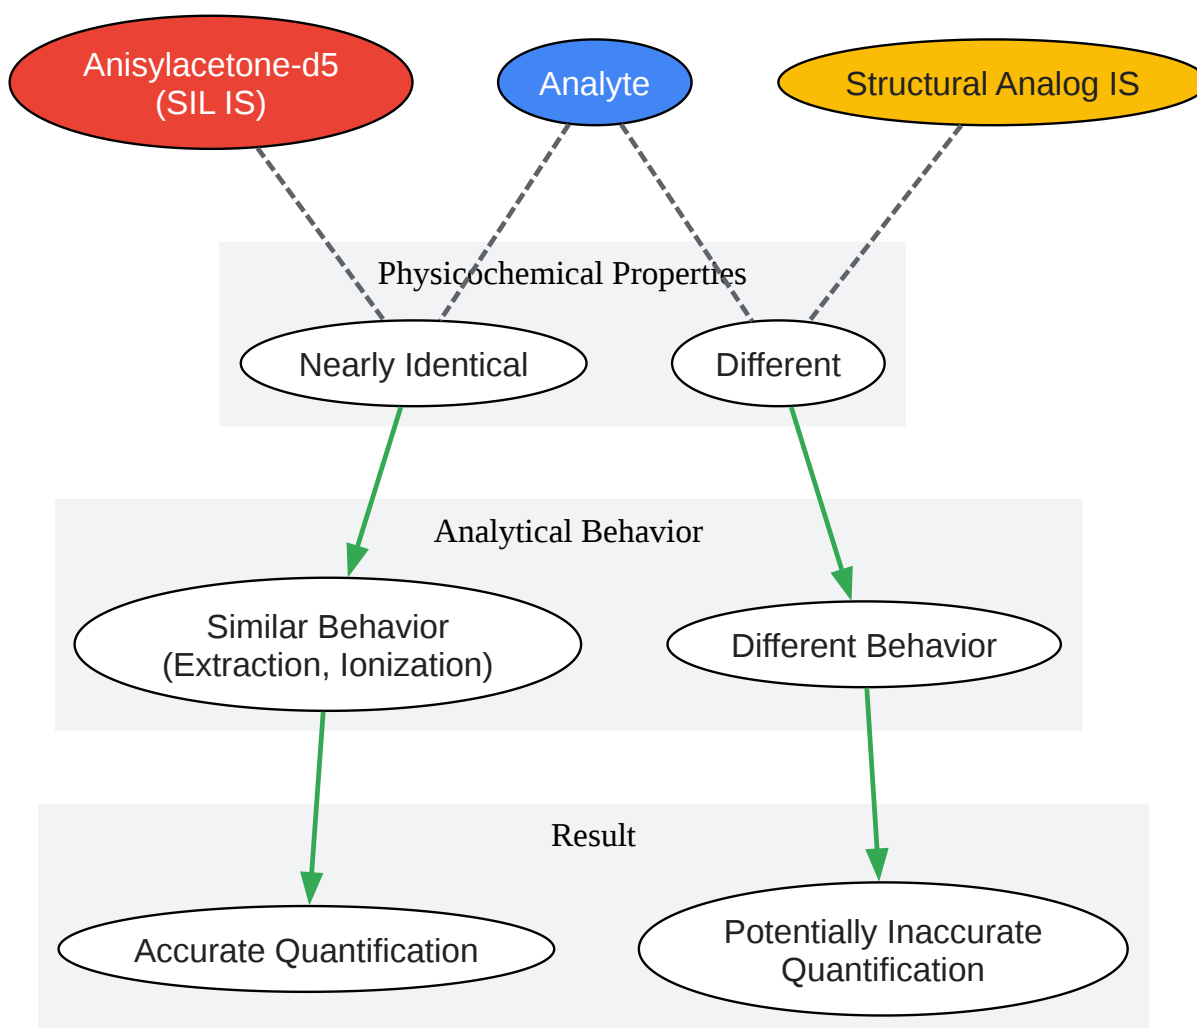 Anisylacetone-d5
(SIL IS)
Analyte
Structural Analog IS
Physicochemical Properties
Nearly Identical
Different
Analytical Behavior
Similar Behavior
(Extraction, Ionization)
Different Behavior
Result
Accurate Quantification
Potentially Inaccurate
Quantification